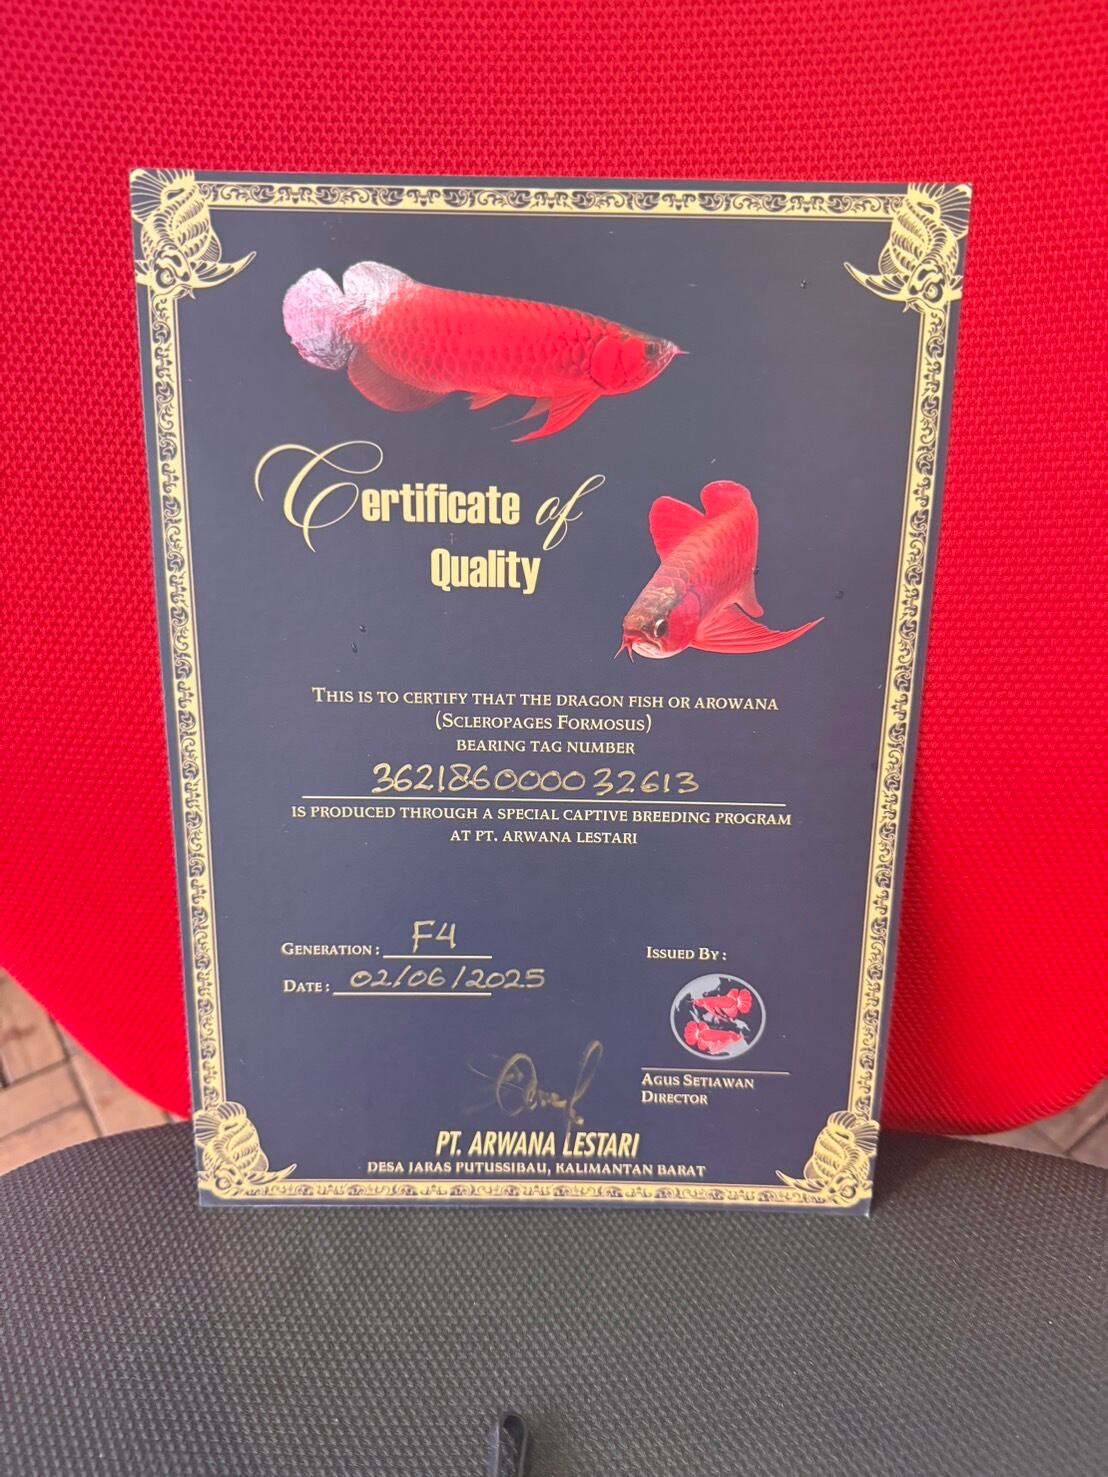 Certificate of
Quality
THIS IS TO CERTIFY THAT THE DRAGON FISH OR AROWANA
(SCLEROPAGES FORMOSUS)
BEARING TAG NUMBER
362186000032613
IS PRODUCED THROUGH A SPECIAL CAPTIVE BREEDING PROGRAM
AT PT. ARWANA LESTARI
GENERATION: F4
DATE: 02/06/2025
ISSUED BY:
AGUS SETIAWAN
DIRECTOR
PT. ARWANA LESTARI
DESA JARAS PUTUSSIBAU, KALIMANTAN BARAT